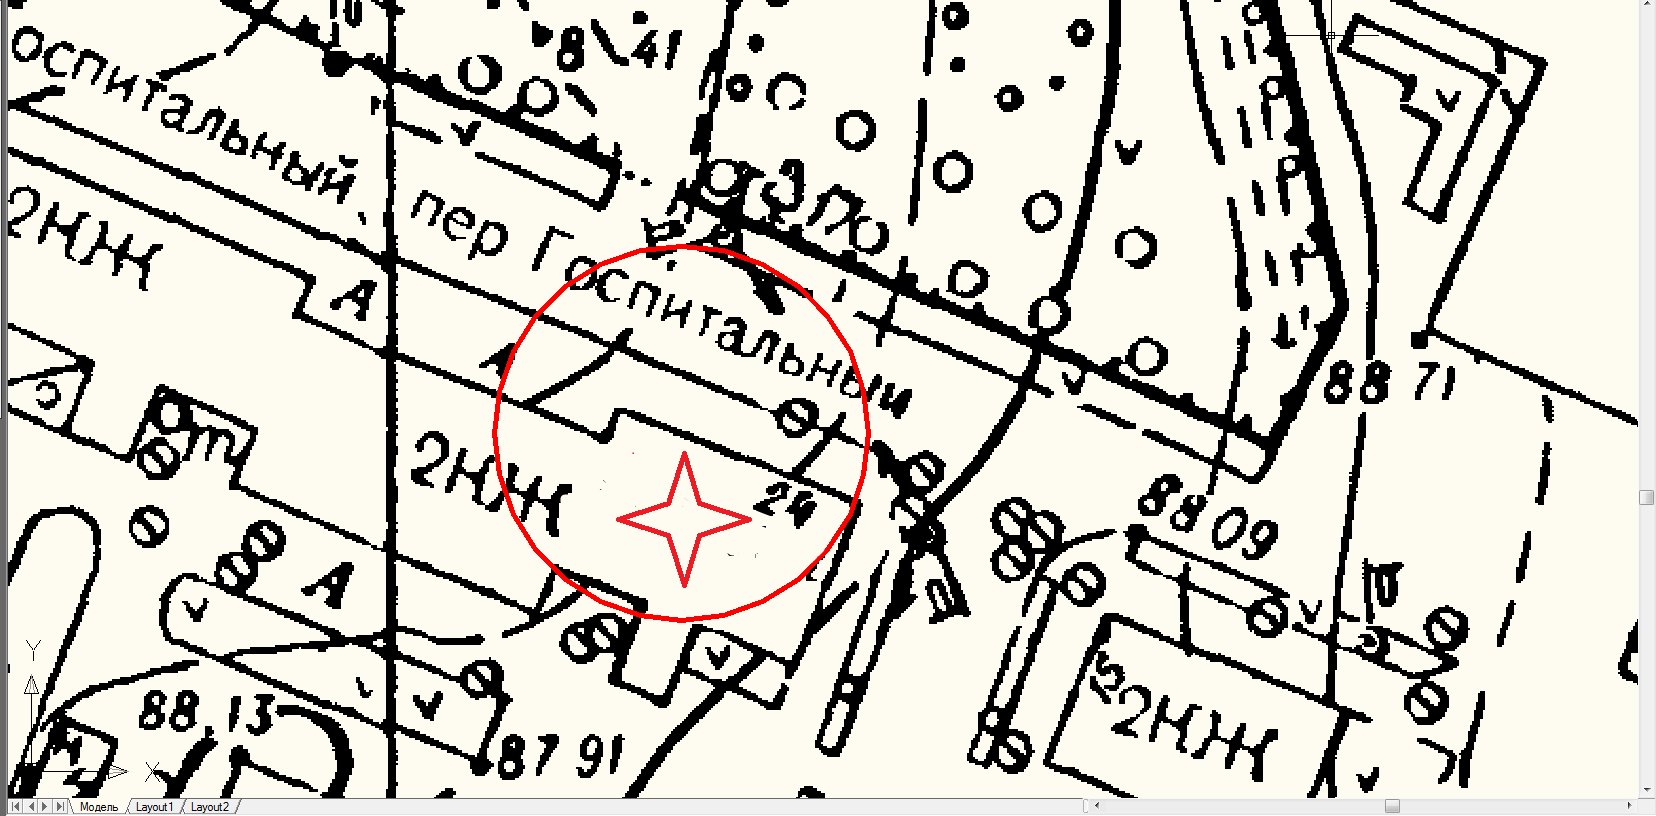 8 41
оспитальный
пер Госпитальный
2НЖ
А
А
88 71
2НЖ
24
88 09
А
2НЖ
88.13
87 91
Y
X
Модель Layout1 Layout2